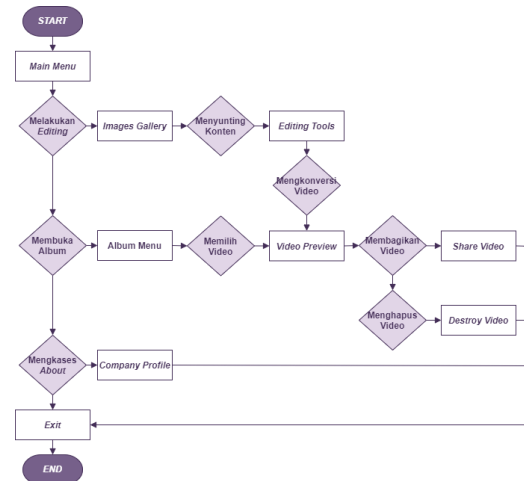 START
Main Menu
Melakukan
Editing
Images Gallery
Menyunting
Konten
Editing Tools
Mengkonversi
Video
Membuka
Album
Album Menu
Memilih
Video
Video Preview
Membagikan
Video
Share Video
Menghapus
Video
Destroy Video
Mengkases
About
Company Profile
Exit
END